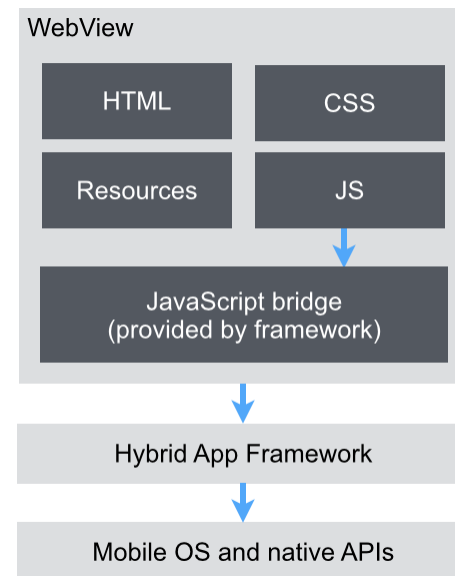 WebView
HTML
CSS
Resources
JS
JavaScript bridge
(provided by framework)
Hybrid App Framework
Mobile OS and native APIs